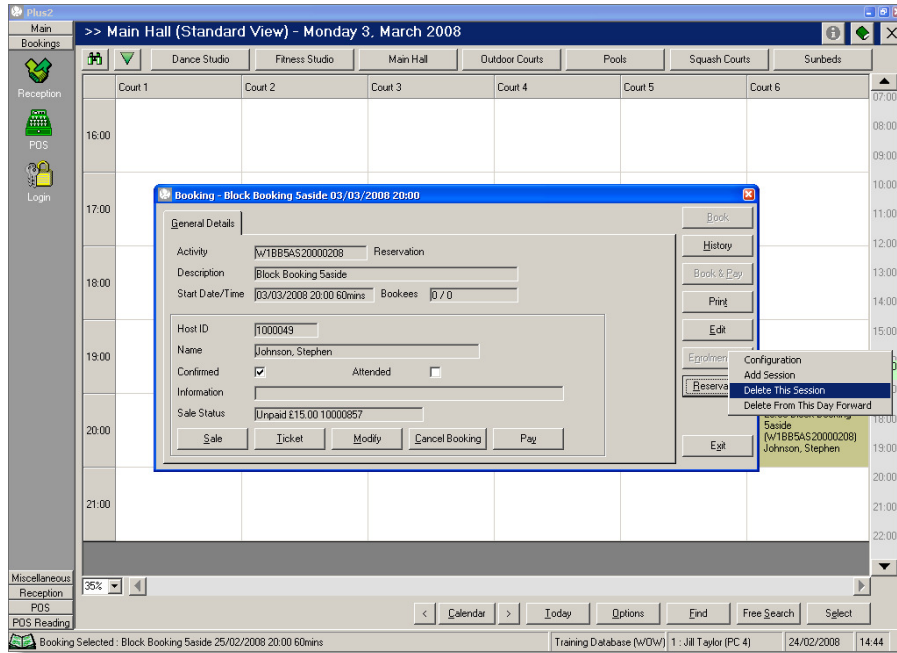 Plus2
Main
Bookings
Reception
POS
Login
Miscellaneous
Reception
POS
POS Reading
>> Main Hall (Standard View) - Monday 3, March 2008
Dance Studio Fitness Studio Main Hall Outdoor Courts Pools Squash Courts Sunbeds
Court 1 Court 2 Court 3 Court 4 Court 5 Court 6
16:00
17:00
18:00
19:00
20:00
21:00
07:00
08:00
09:00
10:00
11:00
12:00
13:00
14:00
15:00
18:00
19:00
20:00
21:00
22:00
Booking - Block Booking 5aside 03/03/2008 20:00
General Details
Activity W1BB5AS20000208 Reservation
Description Block Booking 5aside
Start Date/Time 03/03/2008 20:00 60mins Bookees 0 / 0
Host ID 1000049
Name Johnson, Stephen
Confirmed Attended
Information
Sale Status Unpaid £15.00 10000857
Sale Ticket Modify Cancel Booking Pay
Book
History
Book & Pay
Print
Edit
Exit
Configuration
Add Session
Delete This Session
Delete From This Day Forward
5aside
(W1BB5AS20000208)
Johnson, Stephen
35%
< Calendar > Today Options Find Free Search Select
Booking Selected : Block Booking 5aside 25/02/2008 20:00 60mins Training Database (WOW) 1 : Jill Taylor (PC 4) 24/02/2008 14:44